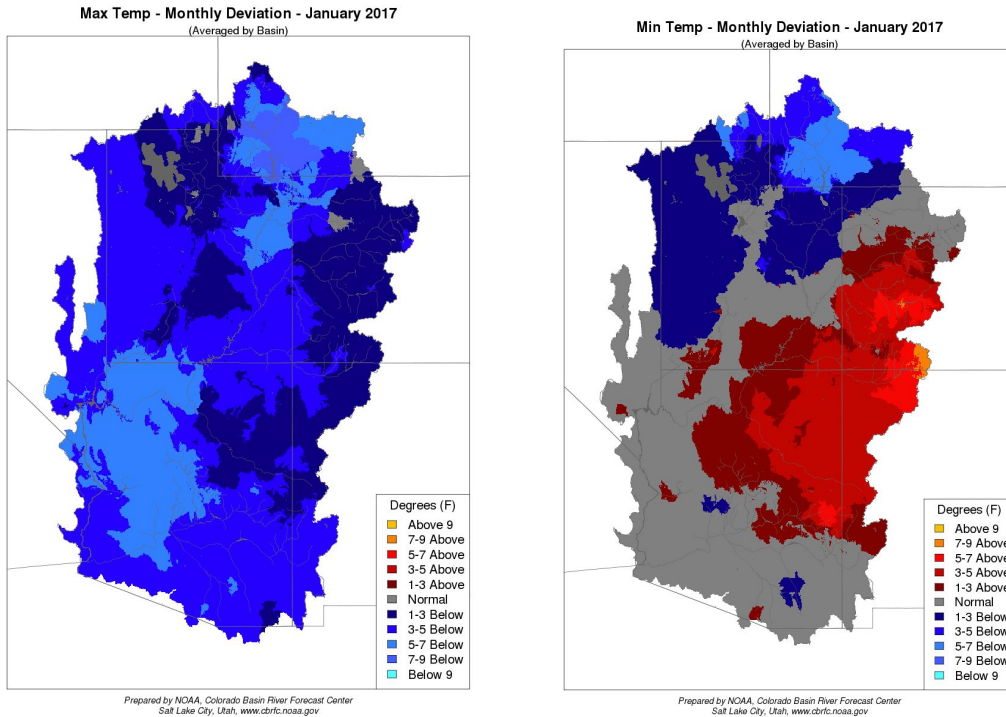 Max Temp - Monthly Deviation - January 2017
(Averaged by Basin)
Degrees (F)
Above 9
7-9 Above
5-7 Above
3-5 Above
1-3 Above
Normal
1-3 Below
3-5 Below
5-7 Below
7-9 Below
Below 9
Prepared by NOAA, Colorado Basin River Forecast Center
Salt Lake City, Utah, www.cbrfc.noaa.gov
Min Temp - Monthly Deviation - January 2017
(Averaged by Basin)
Degrees (F)
Above 9
7-9 Above
5-7 Above
3-5 Above
1-3 Above
Normal
1-3 Below
3-5 Below
5-7 Below
7-9 Below
Below 9
Prepared by NOAA, Colorado Basin River Forecast Center
Salt Lake City, Utah, www.cbrfc.noaa.gov